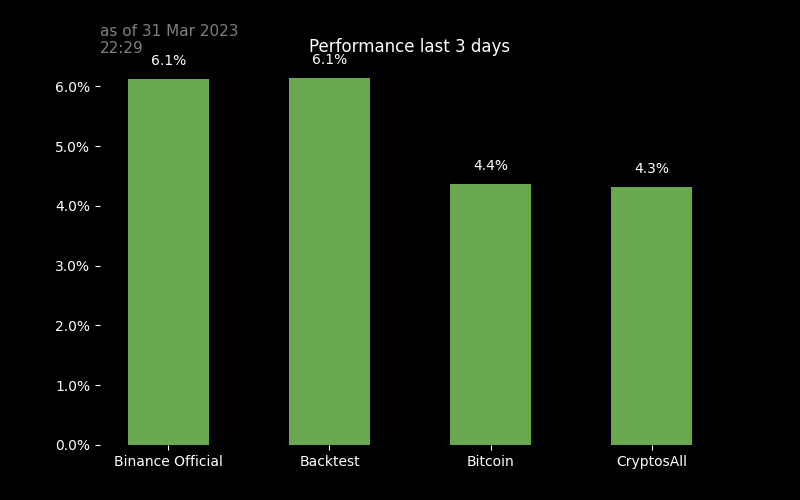 as of 31 Mar 2023
22:29
Performance last 3 days
6.1%
6.1%
4.4%
4.3%
6.0%
5.0%
4.0%
3.0%
2.0%
1.0%
0.0%
Binance Official
Backtest
Bitcoin
CryptosAll